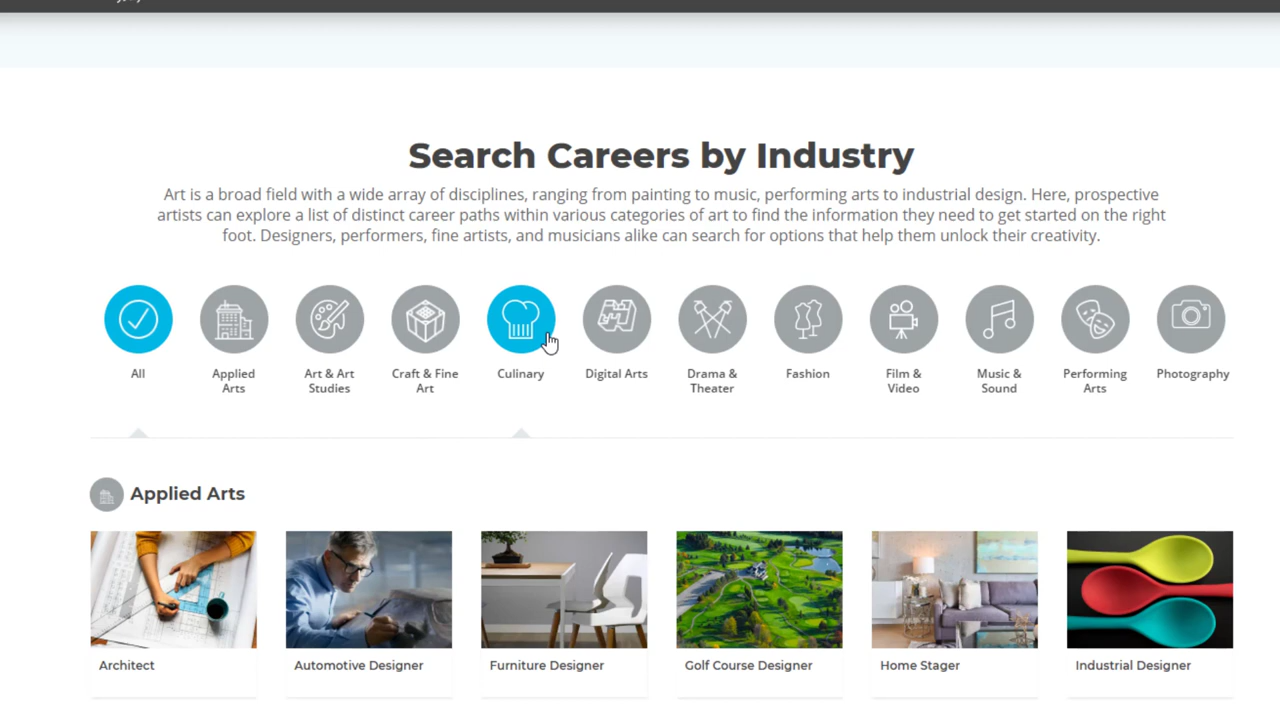 Search Careers by Industry
Art is a broad field with a wide array of disciplines, ranging from painting to music, performing arts to industrial design. Here, prospective
artists can explore a list of distinct career paths within various categories of art to find the information they need to get started on the right
foot. Designers, performers, fine artists, and musicians alike can search for options that help them unlock their creativity.
All
Applied
Arts
Art & Art
Studies
Craft & Fine
Art
Culinary
Digital Arts
Drama &
Theater
Fashion
Film &
Video
Music &
Sound
Performing
Arts
Photography
Applied Arts
Architect
Automotive Designer
Furniture Designer
Golf Course Designer
Home Stager
Industrial Designer